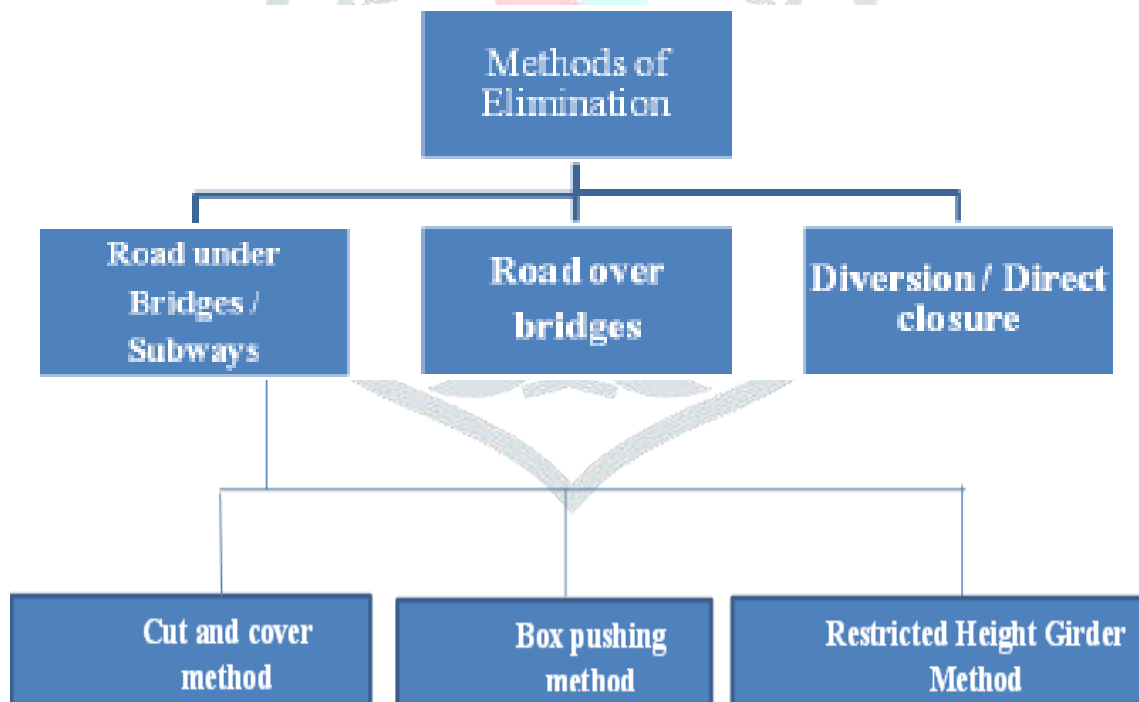 Methods of
Elimination
Road under
Bridges /
Subways
Road over
bridges
Diversion / Direct
closure
Cut and cover
method
Box pushing
method
Restricted Height Girder
Method